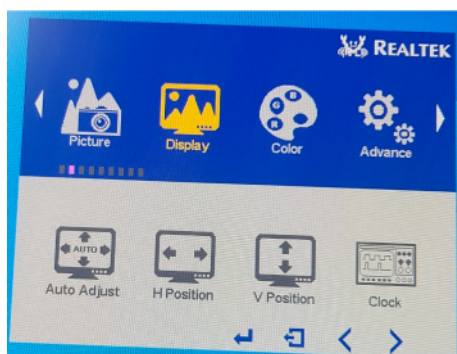 REALTEK
Picture
Display
Color
Advance
AUTO
Auto Adjust
H Position
V Position
Clock